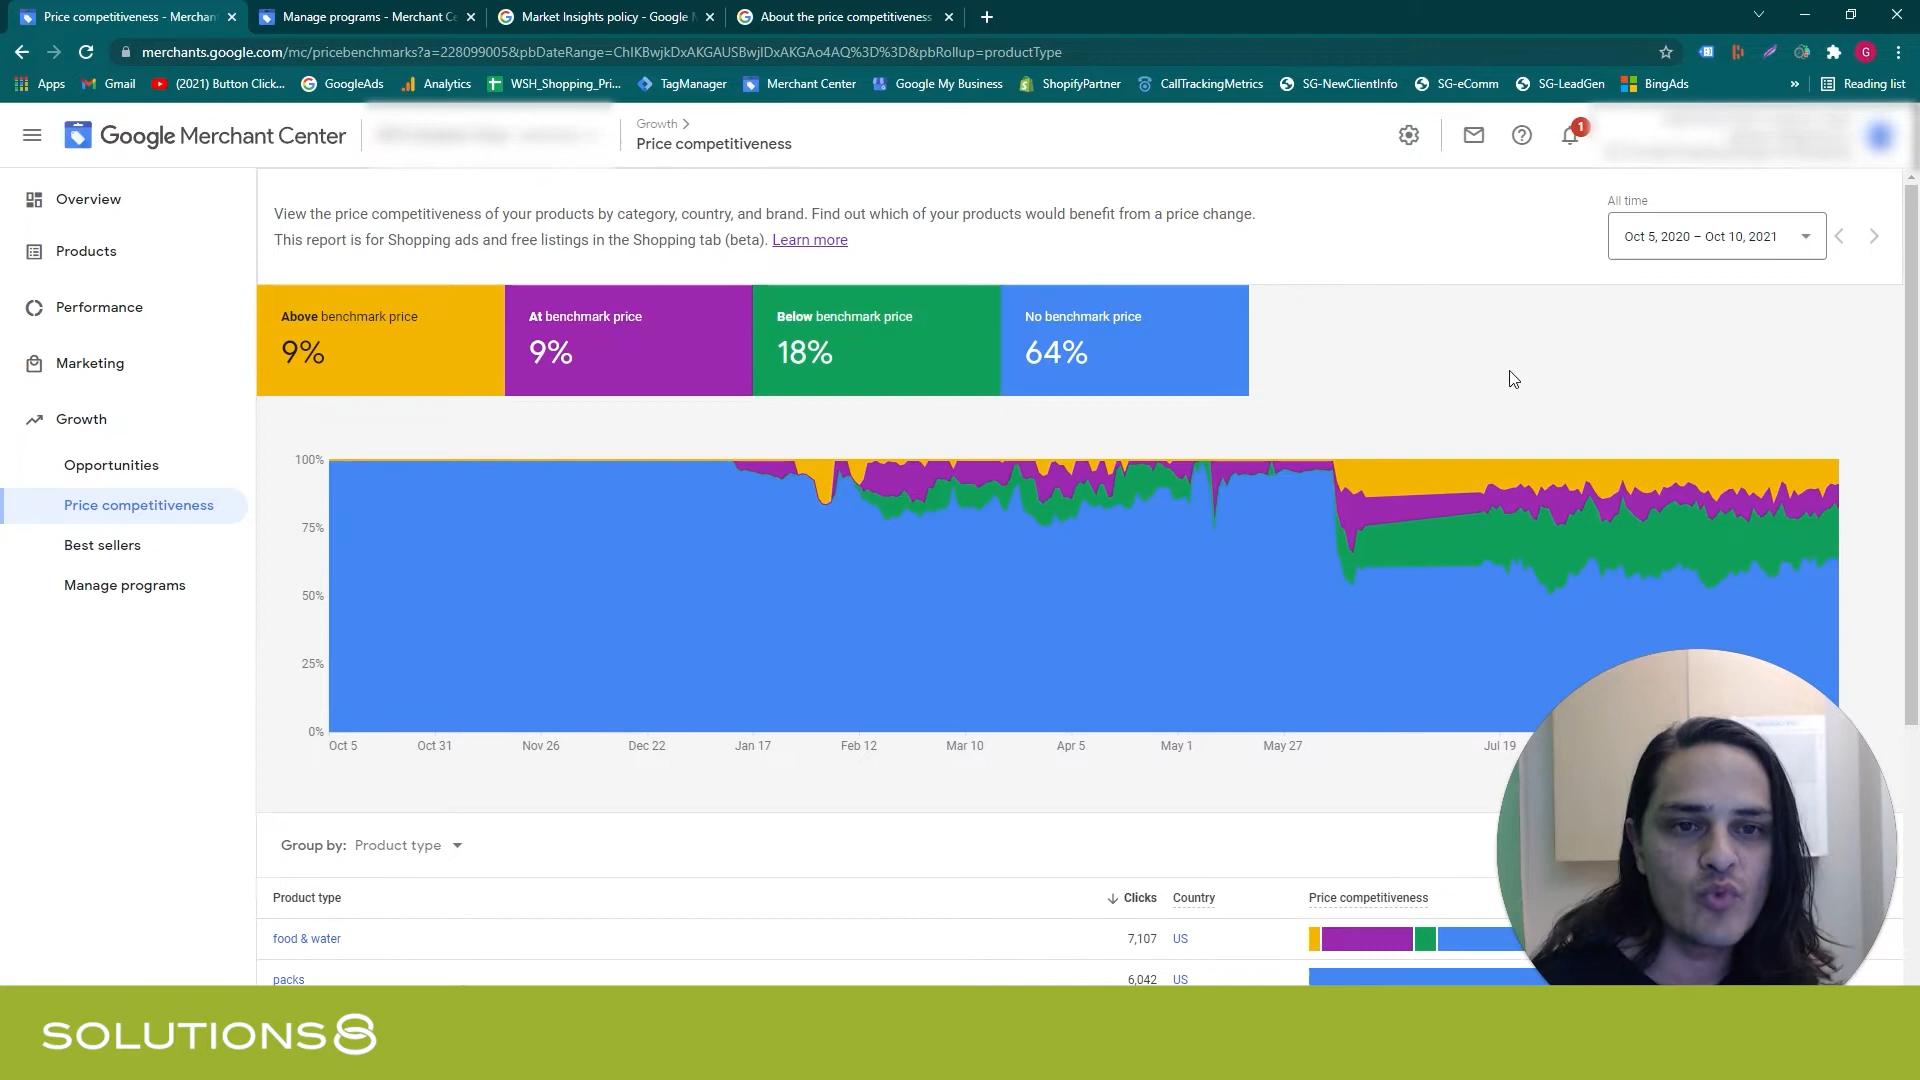 Price competitiveness - Merchan
Manage programs - Merchant Ce
Market Insights policy - Google M
About the price competitiveness
merchants.google.com/mc/pricebenchmarks?a=228099005&pbDateRange=ChIKBwjkDxAKGAUSBwjlDxAKGAo4AQ%3D%3D&pbRollup=productType
G
Apps
Gmail
(2021) Button Click...
GoogleAds
Analytics
WSH_Shopping_Pri...
TagManager
Merchant Center
Google My Business
ShopifyPartner
CallTrackingMetrics
SG-NewClientInfo
SG-eComm
SG-LeadGen
BingAds
»
Reading list
Google Merchant Center
Growth
Price competitiveness
1
Overview
Products
Performance
Marketing
Growth
Opportunities
Price competitiveness
Best sellers
Manage programs
View the price competitiveness of your products by category, country, and brand. Find out which of your products would benefit from a price change.
This report is for Shopping ads and free listings in the Shopping tab (beta). Learn more
All time
Oct 5, 2020 – Oct 10, 2021
Above benchmark price
9%
At benchmark price
9%
Below benchmark price
18%
No benchmark price
64%
100%
75%
50%
25%
0%
Oct 5
Oct 31
Nov 26
Dec 22
Jan 17
Feb 12
Mar 10
Apr 5
May 1
May 27
Jul 19
Group by: Product type
Product type
Clicks
Country
Price competitiveness
food & water
7,107
US
packs
6,042
US
SOLUTIONS8